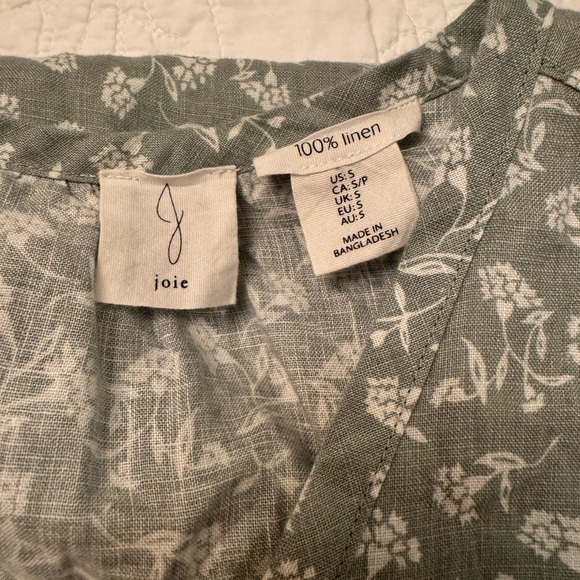 J
joie
100% linen
US: S
CA: S/P
UK: S
EU: S
AU: S
MADE IN
BANGLADESH